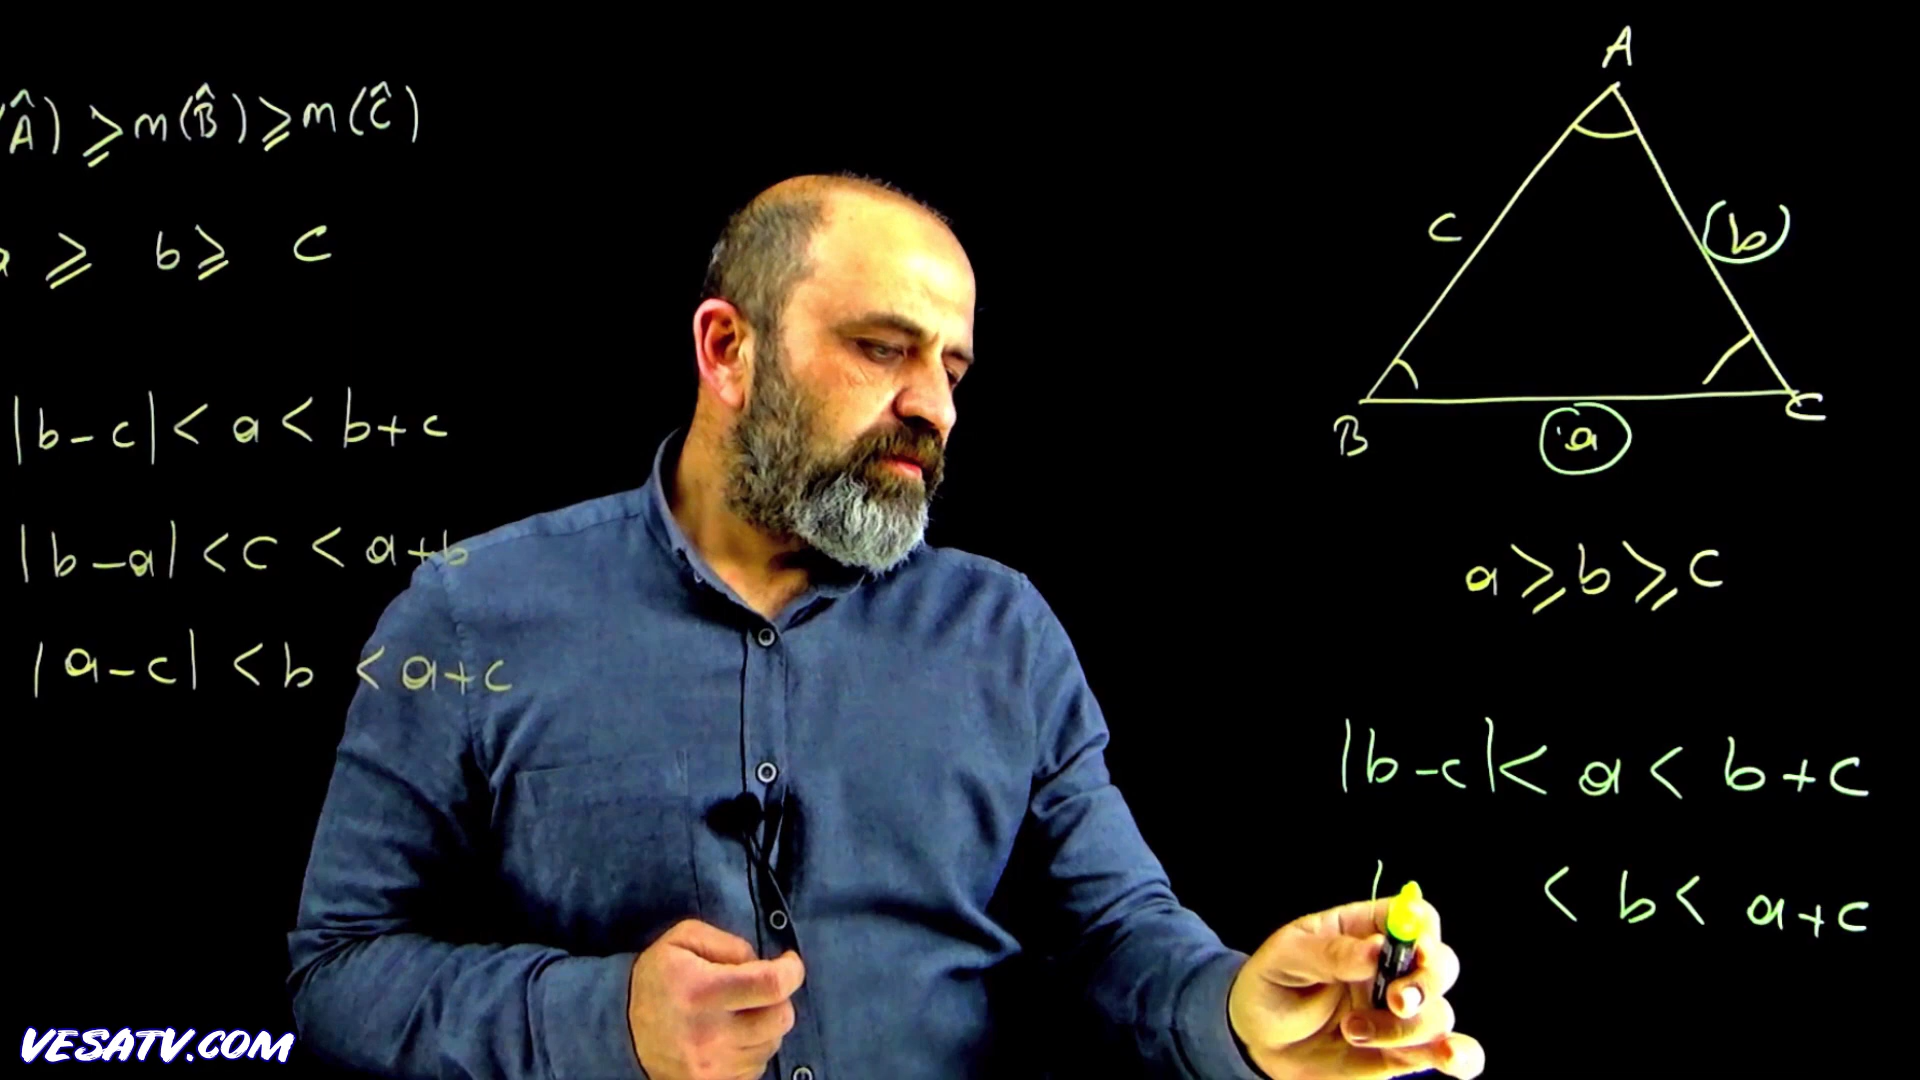 (Â) ⩾ m(B̂) ⩾ m(Ĉ)
a ⩾ b ⩾ c
|b-c| < a < b+c
|b-a| < c < a+b
|a-c| < b < a+c
A
c
(b)
B
a
C
a ⩾ b ⩾ c
|b-c| < a < b+c
| < b < a+c
VESATV.COM